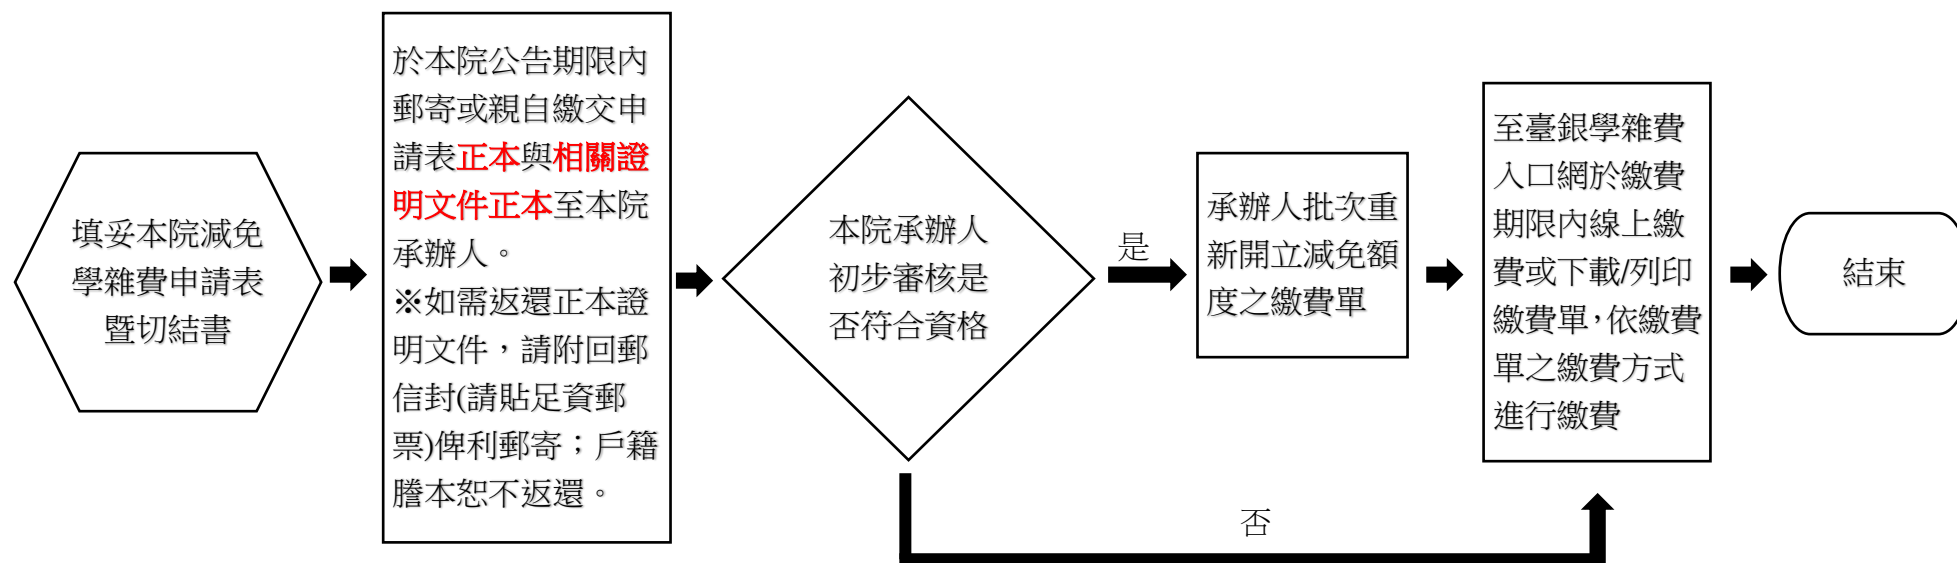 填妥本院減免
學雜費申請表
暨切結書
於本院公告期限內
郵寄或親自繳交申
請表正本與相關證
明文件正本至本院
承辦人。
※如需返還正本證
明文件，請附回郵
信封(請貼足資郵
票)俾利郵寄；戶籍
謄本恕不返還。
本院承辦人
初步審核是
否符合資格
是
承辦人批次重
新開立減免額
度之繳費單
至臺銀學雜費
入口網於繳費
期限內線上繳
費或下載/列印
繳費單，依繳費
單之繳費方式
進行繳費
結束
否